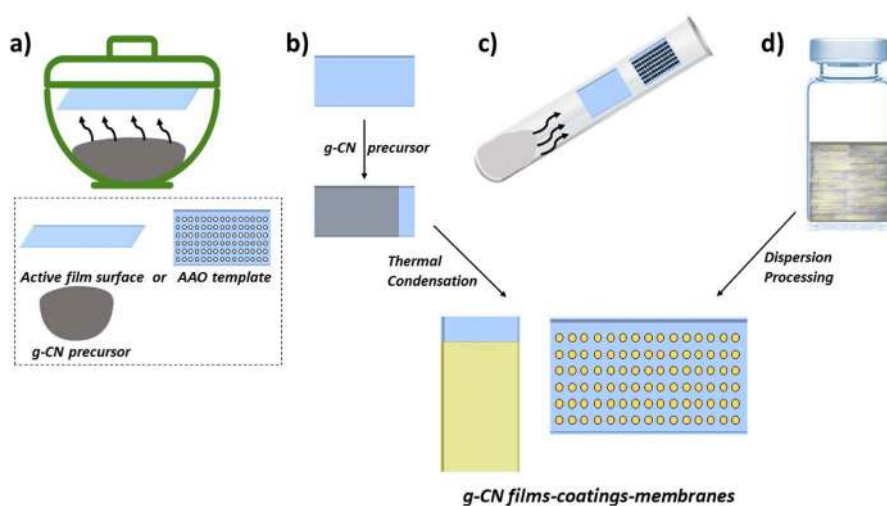 a)
b)
c)
d)
g-CN precursor
Active film surface or AAO template
g-CN precursor
Thermal
Condensation
Dispersion
Processing
g-CN films-coatings-membranes